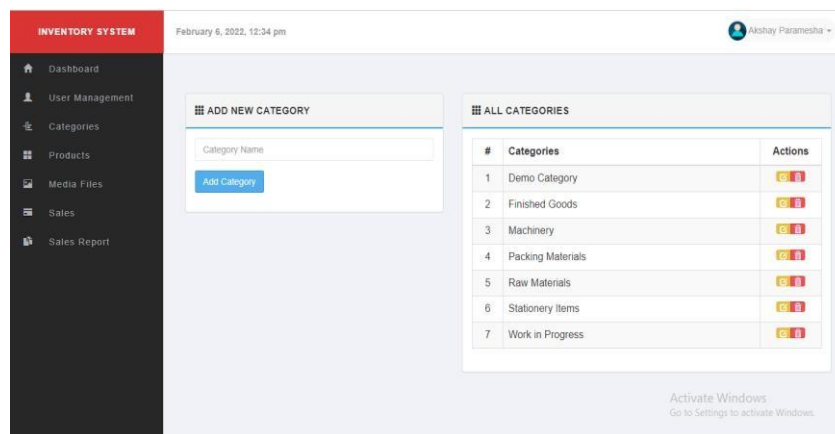 INVENTORY SYSTEM
February 6, 2022, 12:34 pm
Akshay Paramesha
Dashboard
User Management
Categories
Products
Media Files
Sales
Sales Report
ADD NEW CATEGORY
Category Name
Add Category
ALL CATEGORIES
# Categories Actions
1 Demo Category
2 Finished Goods
3 Machinery
4 Packing Materials
5 Raw Materials
6 Stationery Items
7 Work in Progress
Activate Windows
Go to Settings to activate Windows.